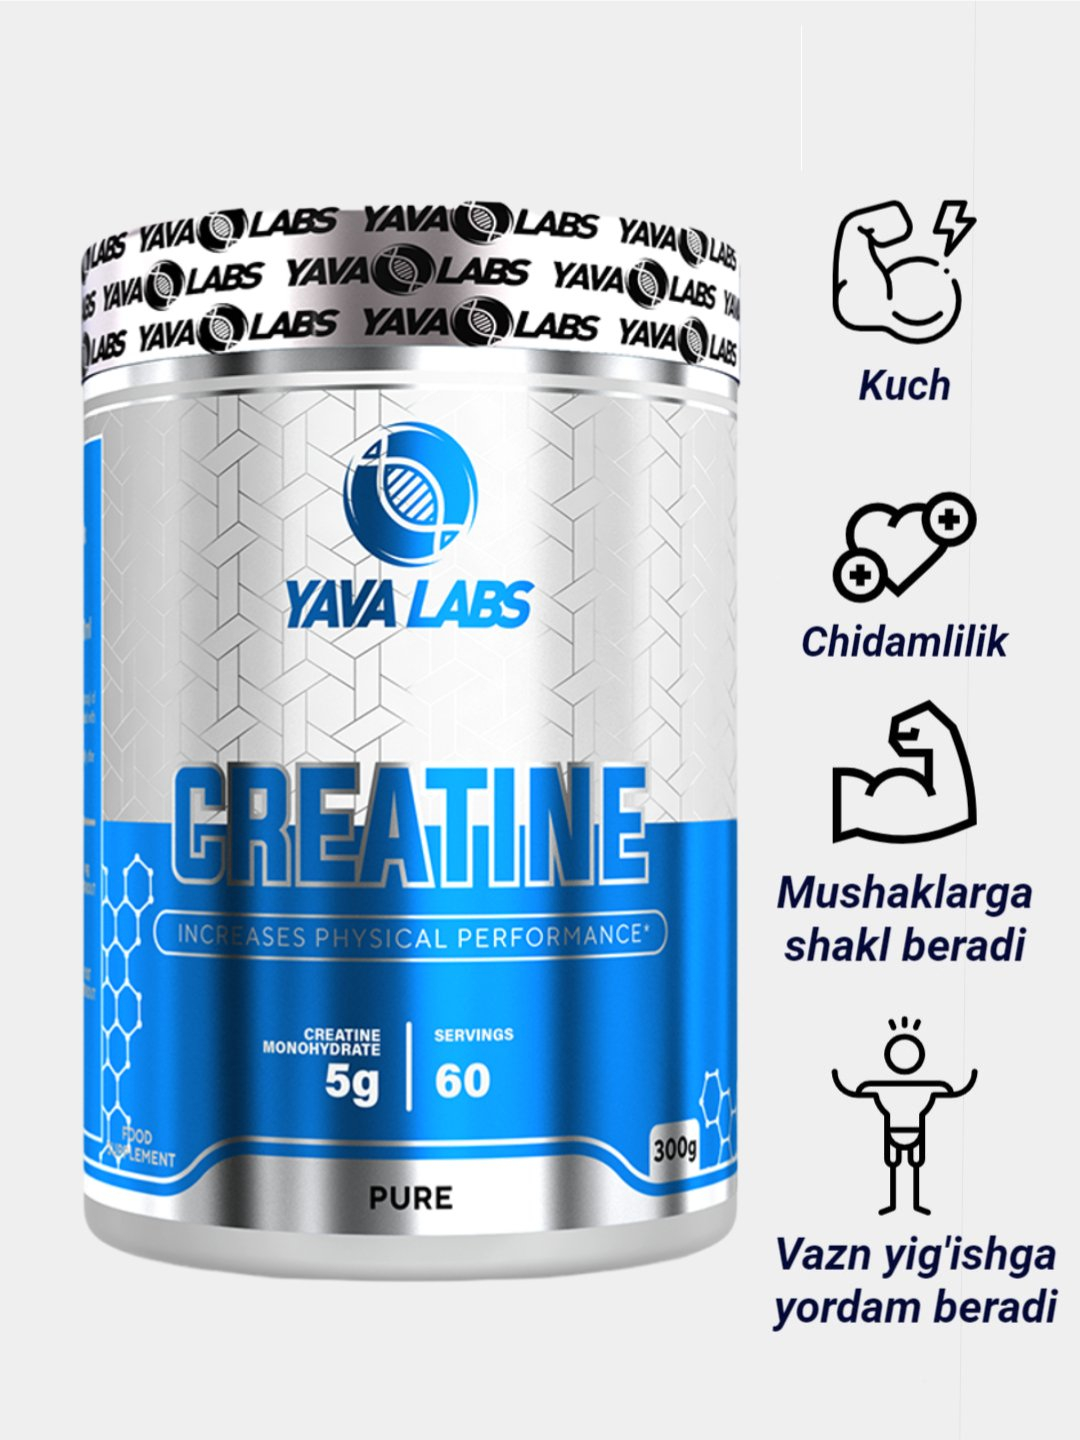 LABS YAVA LABS YAVA LABS YAVA LABS
YAVA LABS YAVA LABS YAVA LABS
LABS YAVA LABS YAVA LABS YAVA LABS
YAVA LABS
CREATINE
INCREASES PHYSICAL PERFORMANCE*
CREATINE
MONOHYDRATE
5g
SERVINGS
60
FOOD
SUPPLEMENT
300g
PURE
Kuch
Chidamlilik
Mushaklarga
shakl beradi
Vazn yig'ishga
yordam beradi